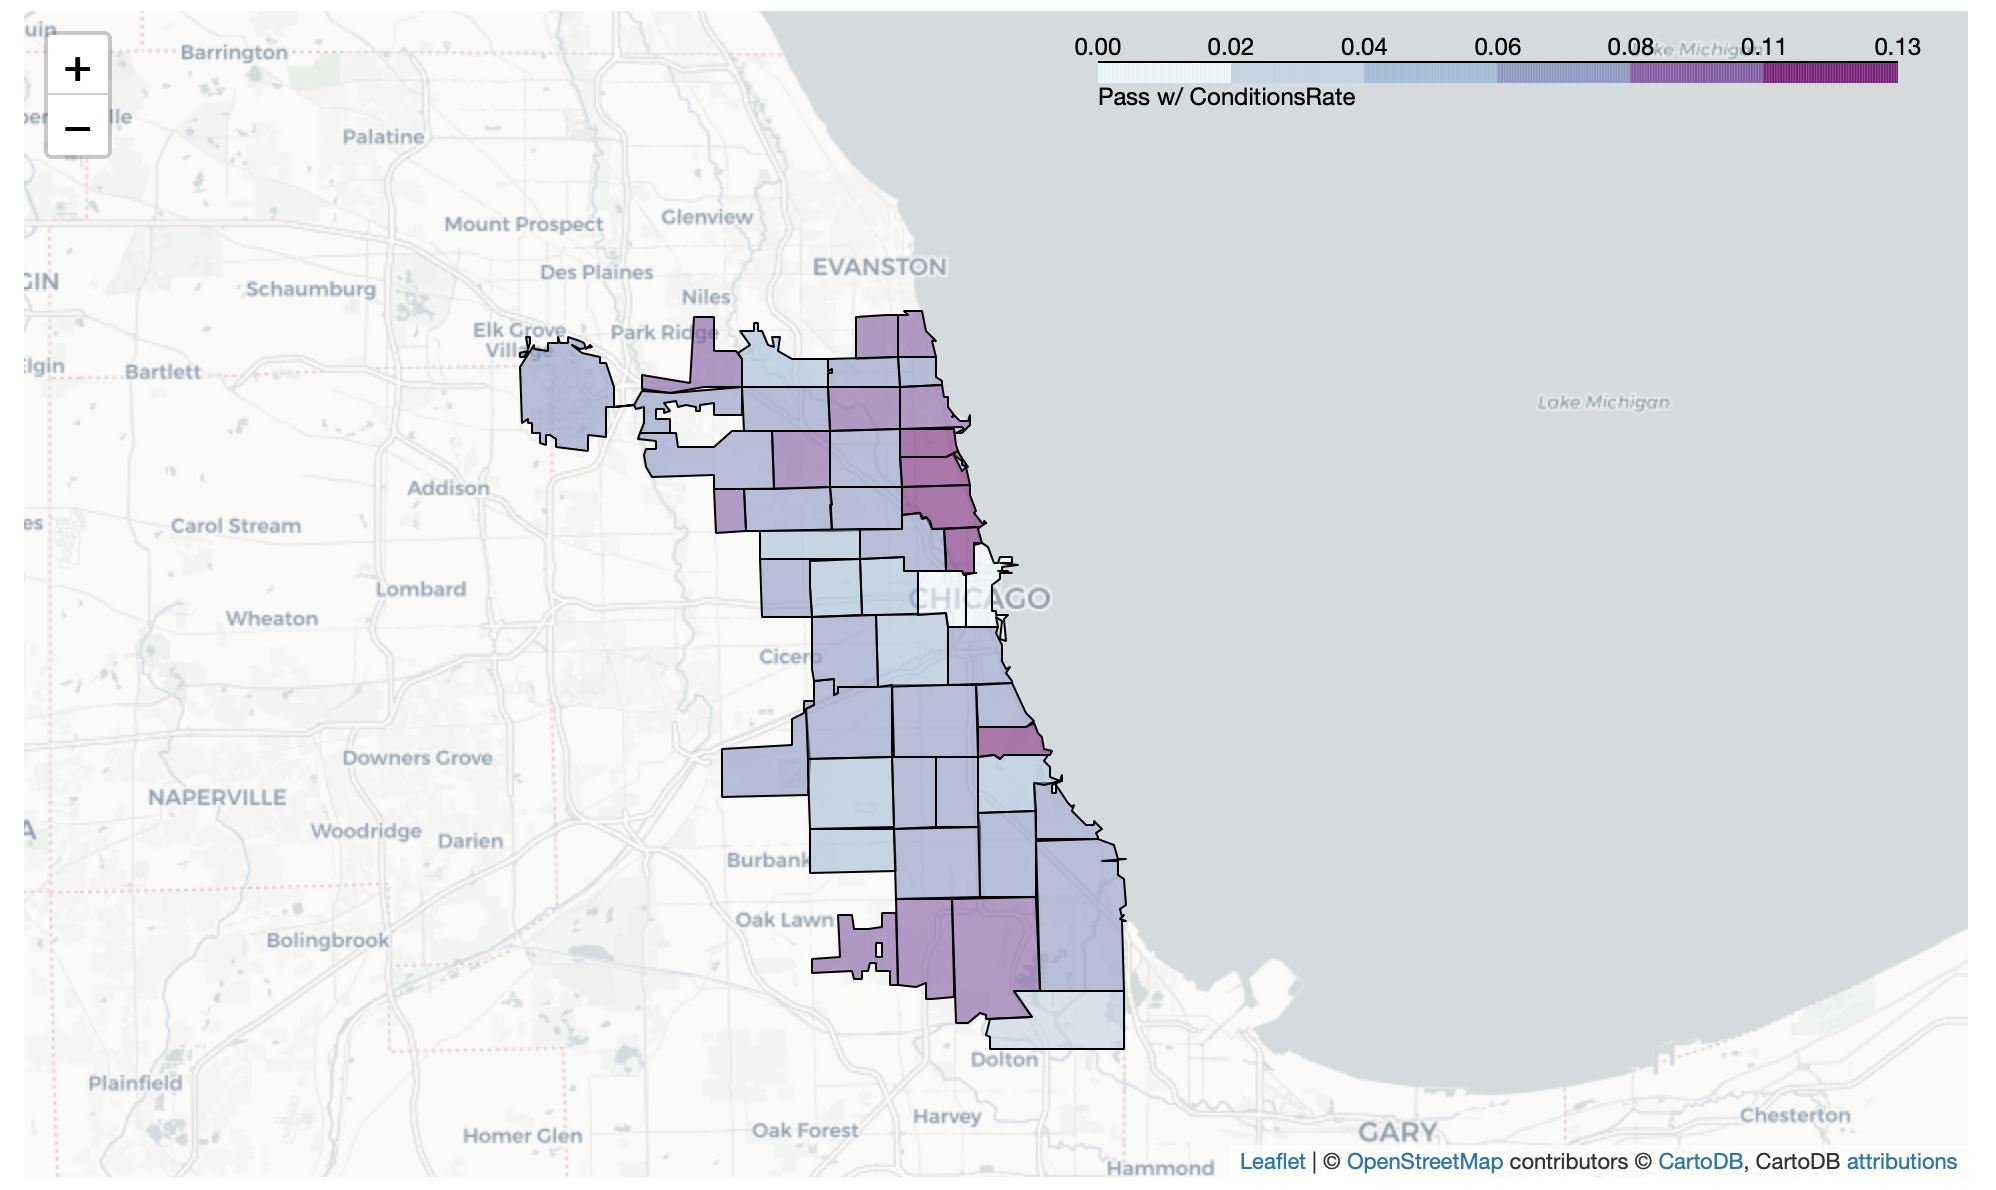 +
−
0.00 0.02 0.04 0.06 0.08 0.11 0.13
Pass w/ ConditionsRate
Lake Michigan
Barrington
Palatine
Mount Prospect
Glenview
EVANSTON
Des Plaines
Schaumburg
Niles
Elk Grove
Village
Park Ridge
Bartlett
Lake Michigan
Addison
Carol Stream
Lombard
CHICAGO
Wheaton
Cicero
Downers Grove
NAPERVILLE
Woodridge
Darien
Burbank
Oak Lawn
Bolingbrook
Dolton
Plainfield
Harvey
Oak Forest
Homer Glen
Chesterton
GARY
Hammond
Leaflet | © OpenStreetMap contributors © CartoDB, CartoDB attributions